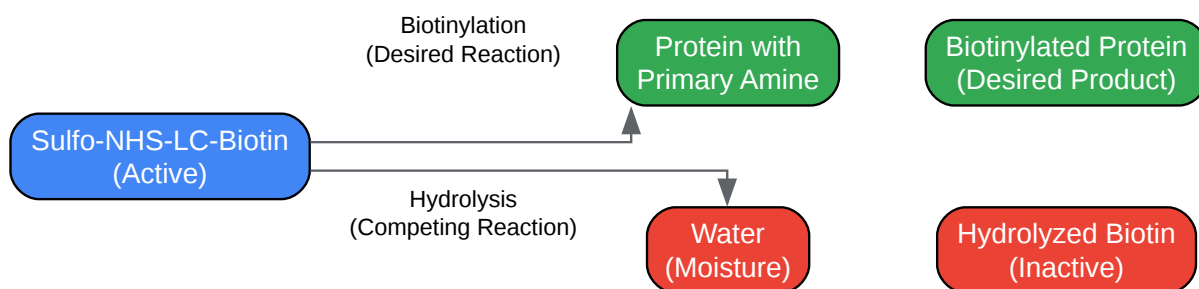 Biotinylation
(Desired Reaction)
Protein with
Primary Amine
Biotinylated Protein
(Desired Product)
Sulfo-NHS-LC-Biotin
(Active)
Hydrolysis
(Competing Reaction)
Water
(Moisture)
Hydrolyzed Biotin
(Inactive)